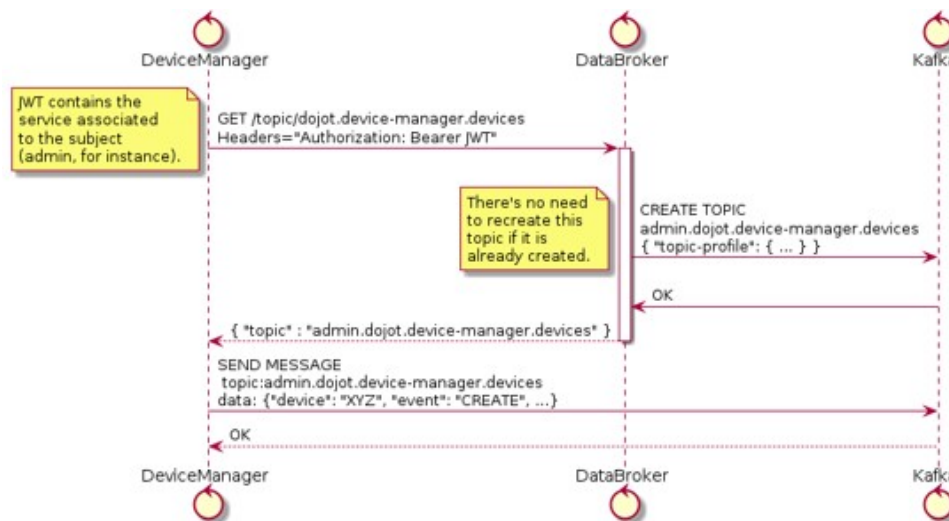 DeviceManager
DataBroker
Kafk
JWT contains the
service associated
to the subject
(admin, for instance).
GET /topic/dojot.device-manager.devices
Headers="Authorization: Bearer JWT"
There's no need
to recreate this
topic if it is
already created.
CREATE TOPIC
admin.dojot.device-manager.devices
{ "topic-profile": { ... } }
OK
{ "topic" : "admin.dojot.device-manager.devices" }
SEND MESSAGE
topic:admin.dojot.device-manager.devices
data: {"device": "XYZ", "event": "CREATE", ...}
OK
DeviceManager
DataBroker
Kafk